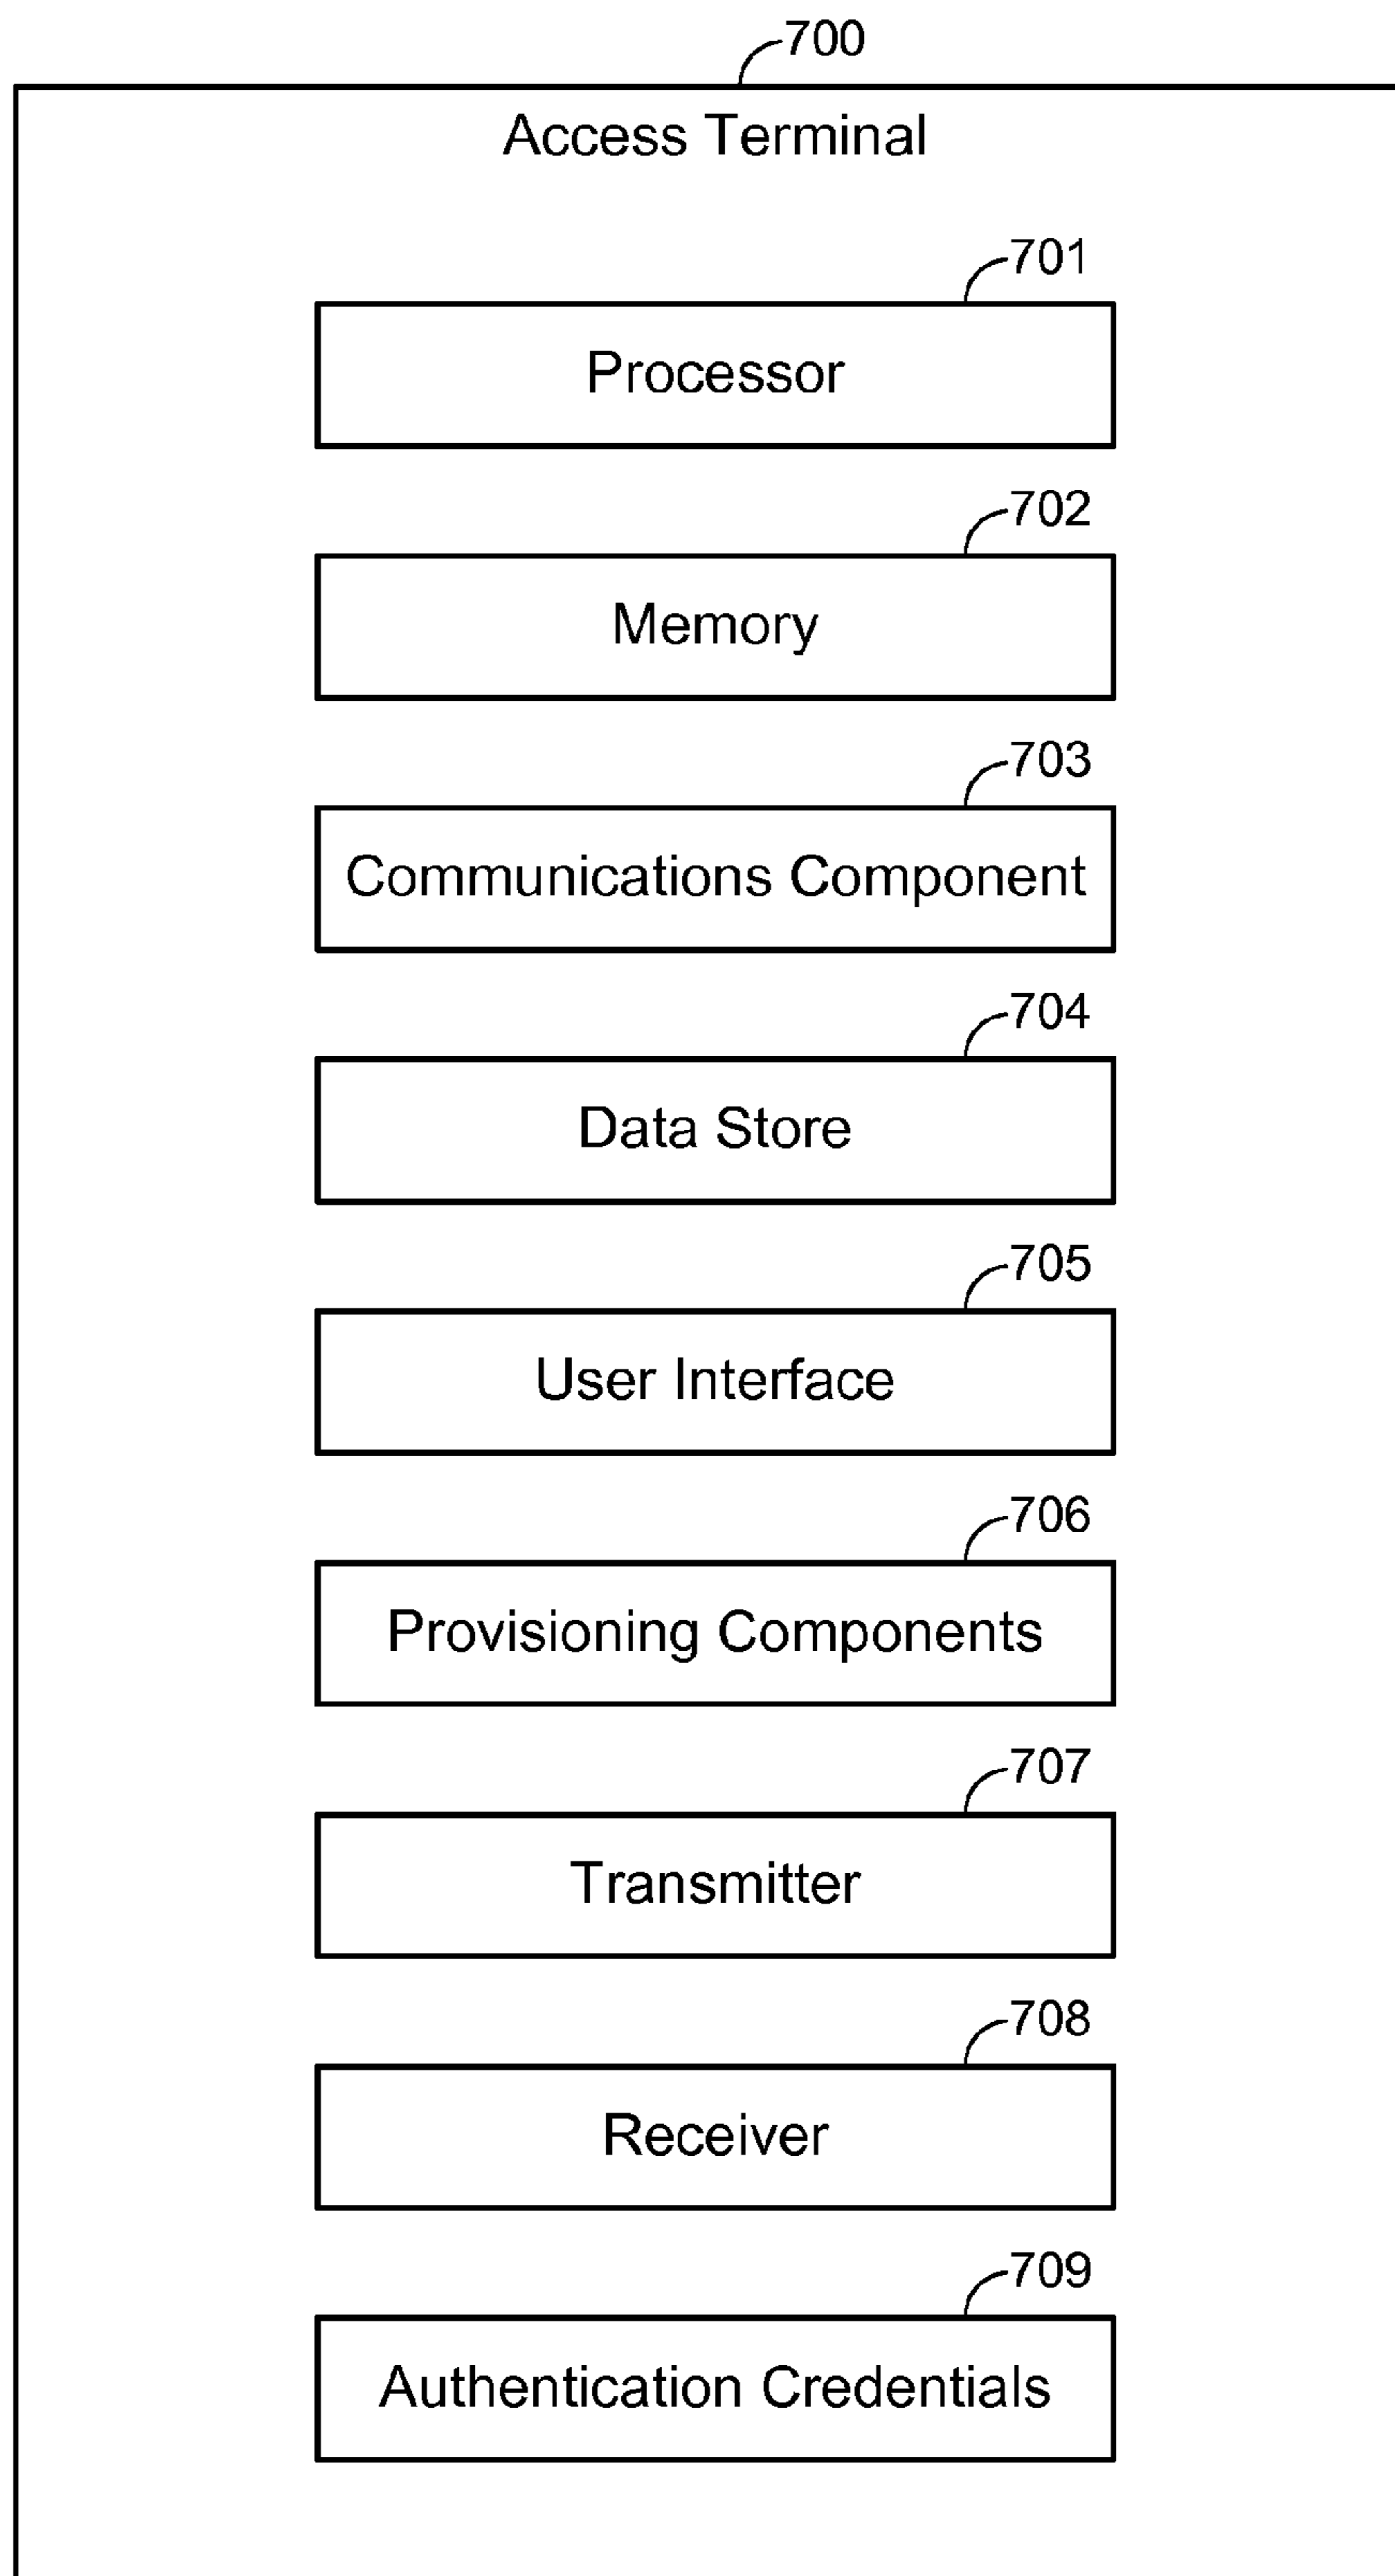 700
Access Terminal
701
Processor
702
Memory
703
Communications Component
704
Data Store
705
User Interface
706
Provisioning Components
707
Transmitter
708
Receiver
709
Authentication Credentials